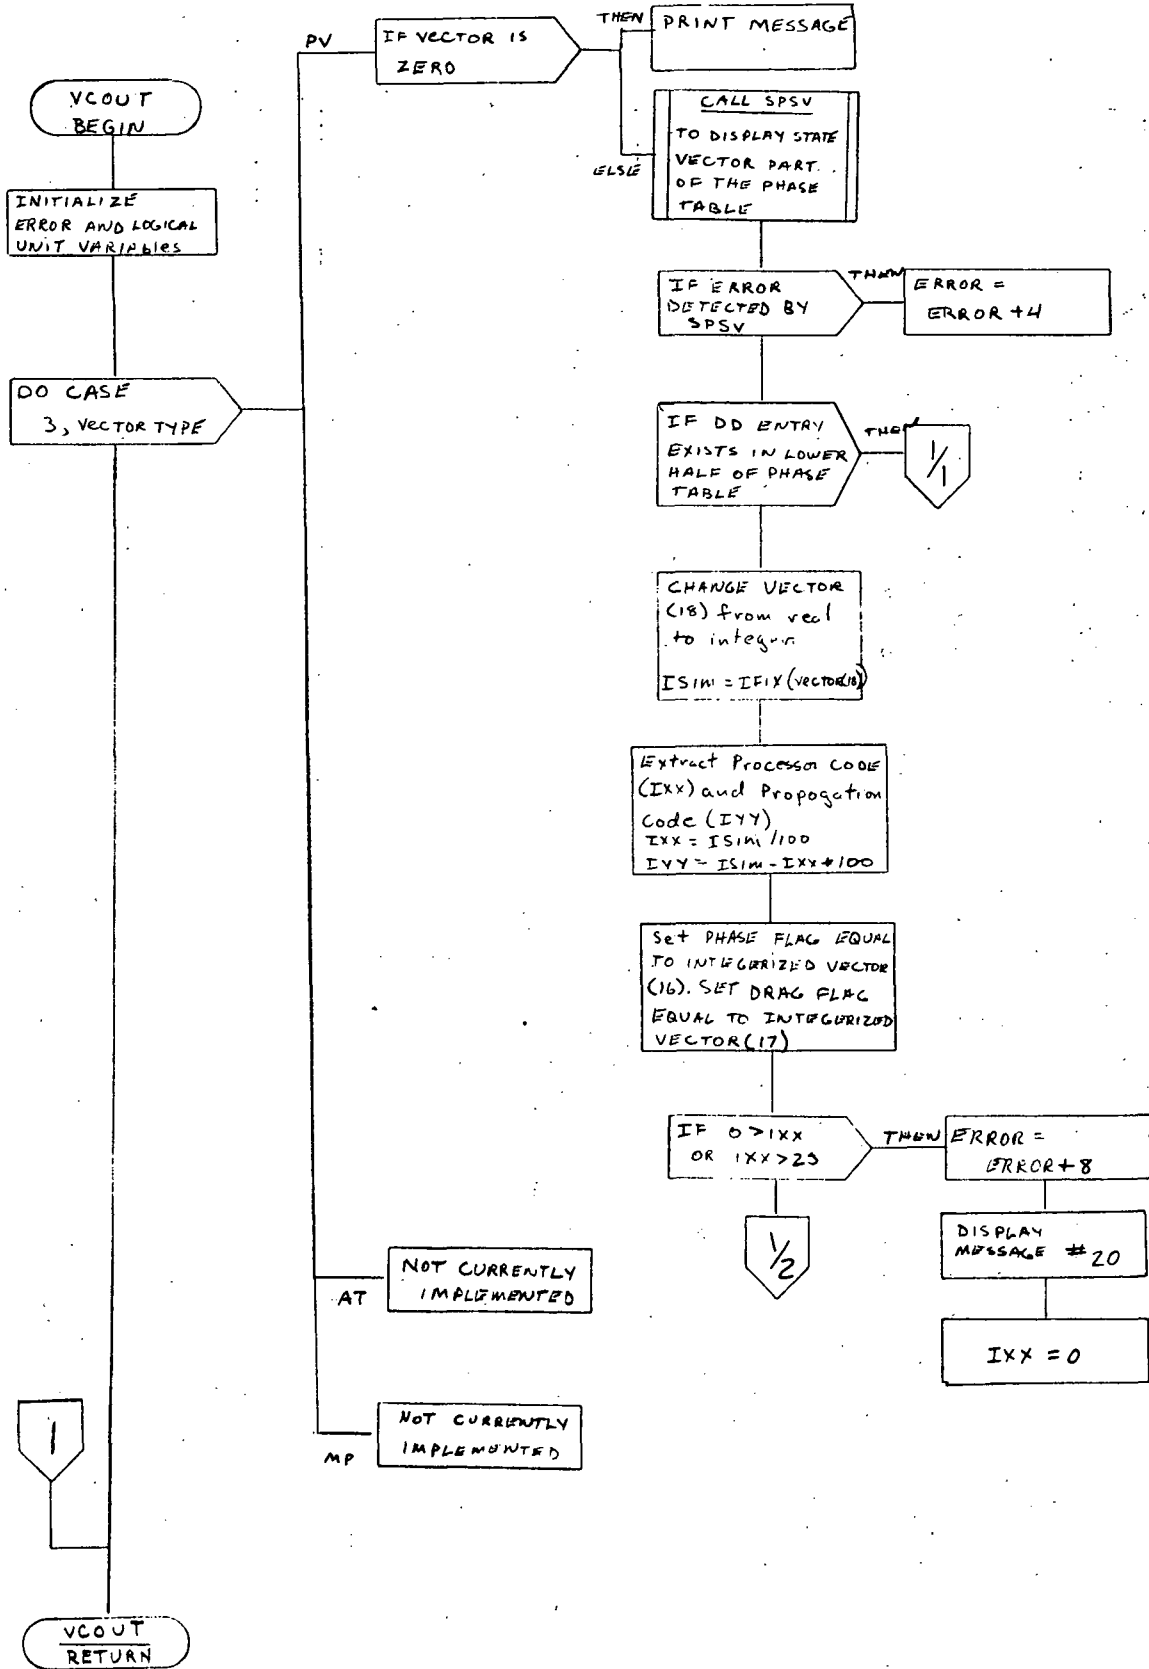 VCOUT
BEGIN
INITIALIZE
ERROR AND LOGICAL
UNIT VARIABLES
DO CASE
3, VECTOR TYPE
1
VCOUT
RETURN
PV
IF VECTOR IS
ZERO
THEN
PRINT MESSAGE
ELSE
CALL SPSV
TO DISPLAY STATE
VECTOR PART
OF THE PHASE
TABLE
IF ERROR
DETECTED BY
SPSV
THEN
ERROR =
ERROR +4
IF DD ENTRY
EXISTS IN LOWER
HALF OF PHASE
TABLE
THEN
1/1
CHANGE VECTOR
(18) from real
to integer.
ISIM = IFIX(VECTOR(18))
Extract Processor CODE
(IXX) and Propogation
Code (IYY)
IXX = ISIM/100
IYY = ISIM-IXX*100
Set PHASE FLAG EQUAL
TO INTEGERIZED VECTOR
(16). SET DRAG FLAG
EQUAL TO INTEGERIZED
VECTOR(17)
IF 0>IXX
OR IXX>25
THEN
ERROR =
ERROR+8
DISPLAY
MESSAGE #20
IXX = 0
1/2
AT
NOT CURRENTLY
IMPLEMENTED
MP
NOT CURRENTLY
IMPLEMENTED